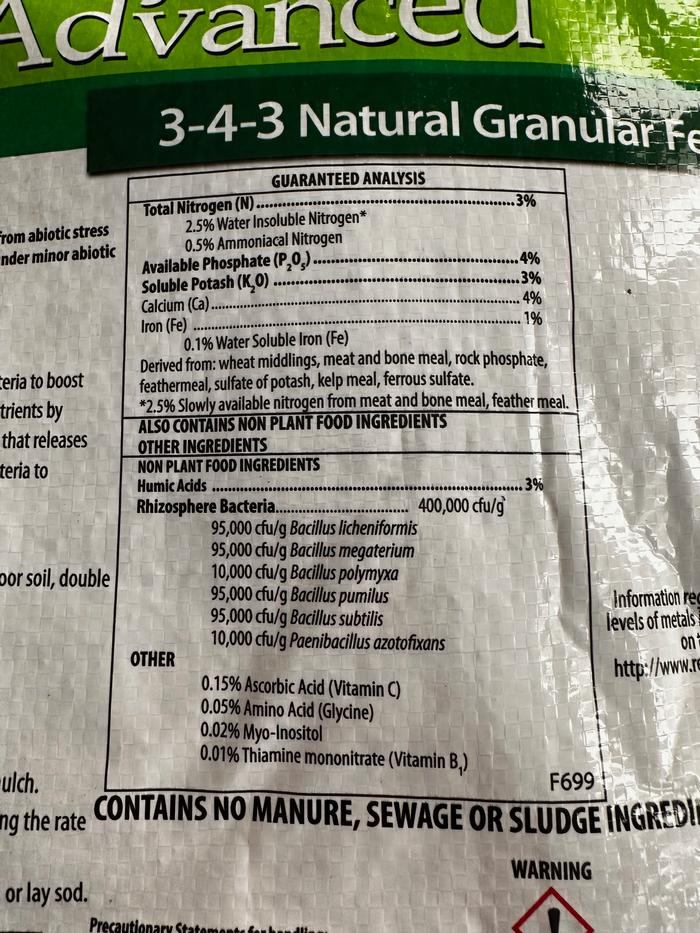 Advanced
3-4-3 Natural Granular Fe
GUARANTEED ANALYSIS
Total Nitrogen (N)..........3%
2.5% Water Insoluble Nitrogen*
0.5% Ammoniacal Nitrogen
Available Phosphate (P₂O₅)..........4%
Soluble Potash (K₂O)..........3%
Calcium (Ca)..........4%
Iron (Fe)..........1%
0.1% Water Soluble Iron (Fe)
Derived from: wheat middlings, meat and bone meal, rock phosphate,
feathermeal, sulfate of potash, kelp meal, ferrous sulfate.
*2.5% Slowly available nitrogen from meat and bone meal, feather meal.
ALSO CONTAINS NON PLANT FOOD INGREDIENTS
OTHER INGREDIENTS
NON PLANT FOOD INGREDIENTS
Humic Acids..........3%
Rhizosphere Bacteria.......... 400,000 cfu/g
95,000 cfu/g Bacillus licheniformis
95,000 cfu/g Bacillus megaterium
10,000 cfu/g Bacillus polymyxa
95,000 cfu/g Bacillus pumilus
95,000 cfu/g Bacillus subtilis
10,000 cfu/g Paenibacillus azotofixans
OTHER
0.15% Ascorbic Acid (Vitamin C)
0.05% Amino Acid (Glycine)
0.02% Myo-Inositol
0.01% Thiamine mononitrate (Vitamin B₁)
F699
CONTAINS NO MANURE, SEWAGE OR SLUDGE INGREDI
WARNING
from abiotic stress
nder minor abiotic
teria to boost
trients by
that releases
teria to
oor soil, double
ulch.
ng the rate
or lay sod.
Information re
levels of metals
on
http://www.r
Precautionary Statements for handling